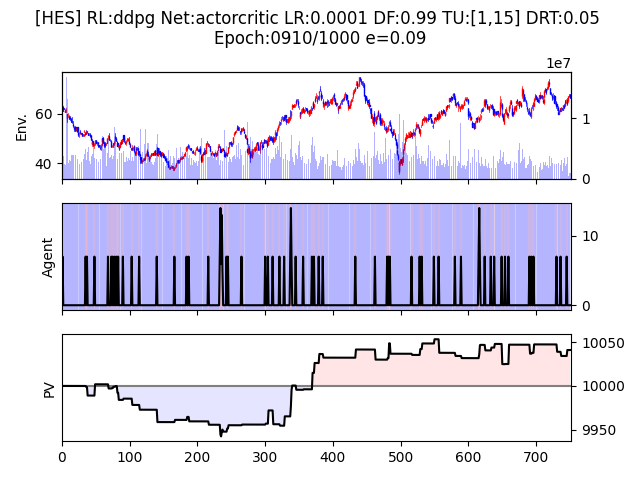 [HES] RL:ddpg Net:actorcritic LR:0.0001 DF:0.99 TU:[1,15] DRT:0.05
Epoch:0910/1000 e=0.09
1e7
Env.
60
40
1
0
Agent
10
0
PV
10050
10000
9950
0 100 200 300 400 500 600 700